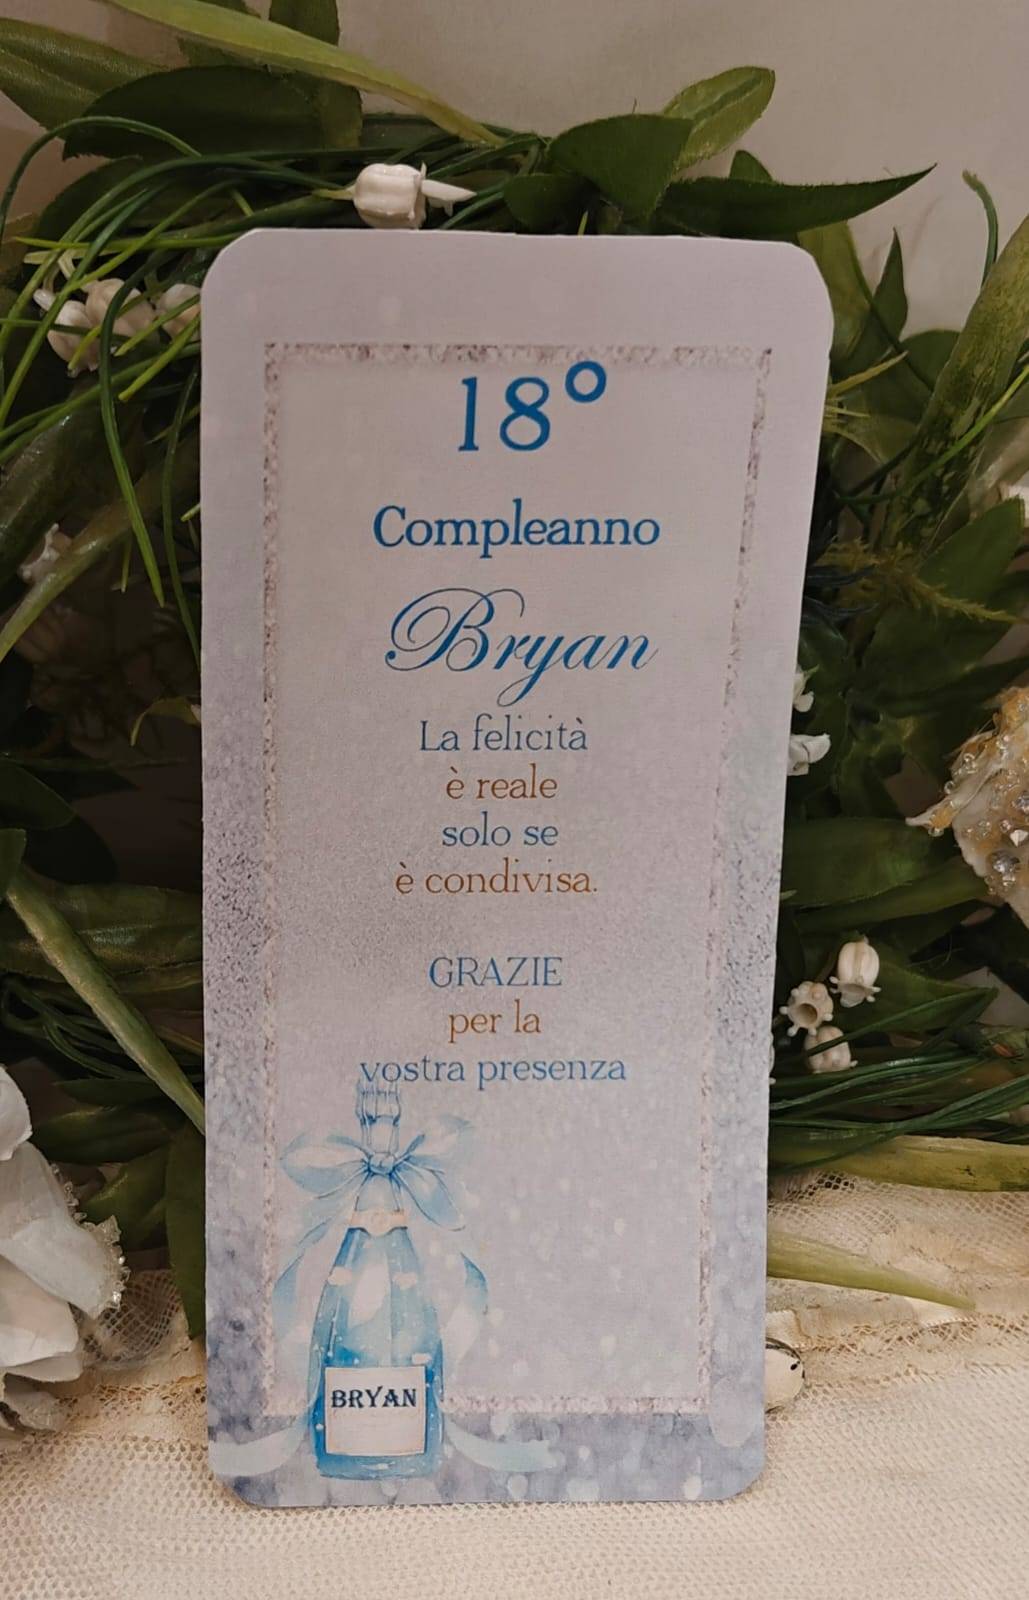 18°
Compleanno
Bryan
La felicità
è reale
solo se
è condivisa.
GRAZIE
per la
vostra presenza
BRYAN